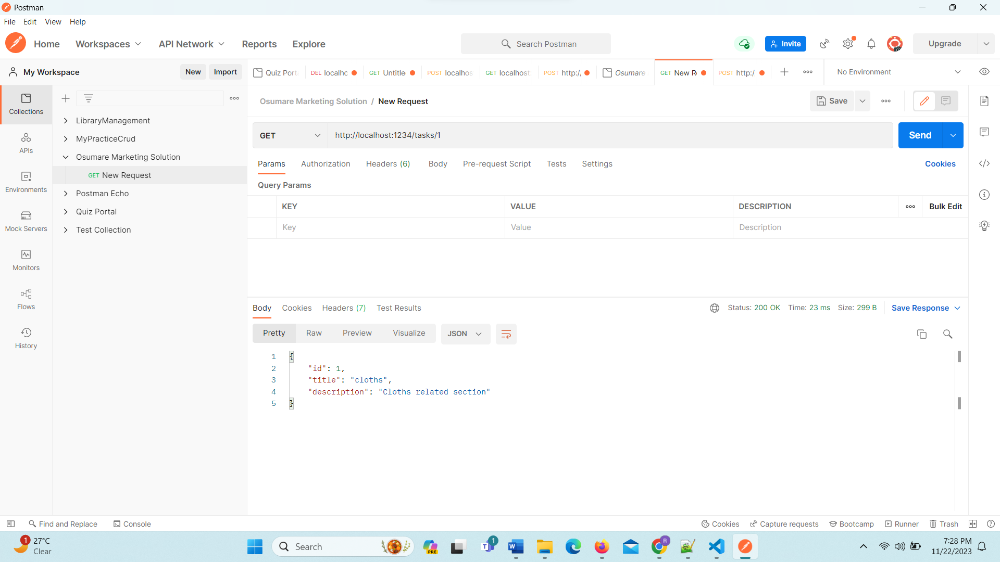 Postman
File Edit View Help
Home Workspaces API Network Reports Explore Search Postman Invite Upgrade
My Workspace New Import
Quiz Port DEL localhc GET Untitle POST localhos GET localhost: POST http:/, Osumare GET New Re POST http:/, No Environment
Collections
APIs
Environments
Mock Servers
Monitors
Flows
History
LibraryManagement
MyPracticeCrud
Osumare Marketing Solution
GET New Request
Postman Echo
Quiz Portal
Test Collection
Osumare Marketing Solution / New Request Save
GET http://localhost:1234/tasks/1 Send
Params Authorization Headers (6) Body Pre-request Script Tests Settings Cookies
Query Params
KEY VALUE DESCRIPTION Bulk Edit
Key Value Description
Body Cookies Headers (7) Test Results Status: 200 OK Time: 23 ms Size: 299 B Save Response
Pretty Raw Preview Visualize JSON
1 {
2 "id": 1,
3 "title": "cloths",
4 "description": "Cloths related section"
5 }
Find and Replace Console Cookies Capture requests Bootcamp Runner Trash
1 27°C
Clear
Search PRE 1 R
7:28 PM
11/22/2023